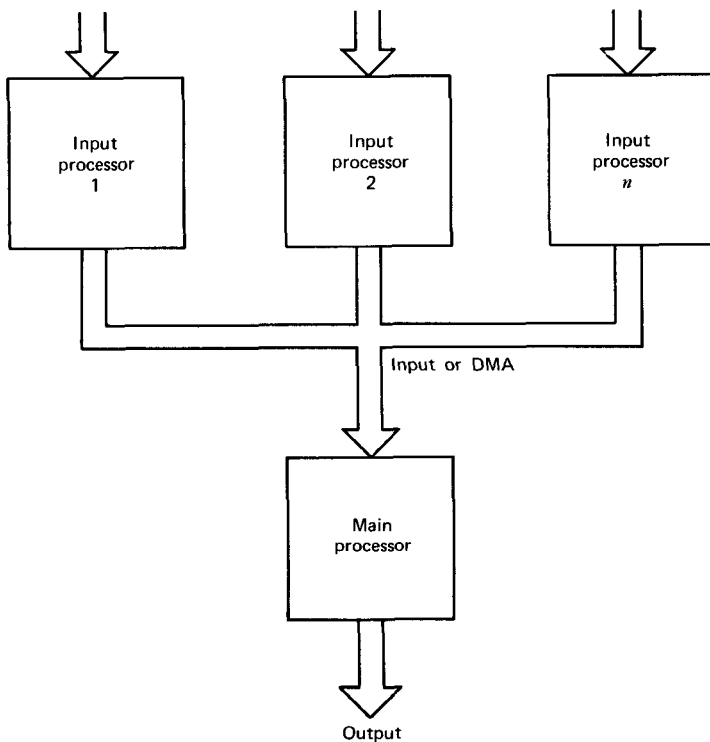 Input
processor
1
Input
processor
2
Input
processor
n
Input or DMA
Main
processor
Output